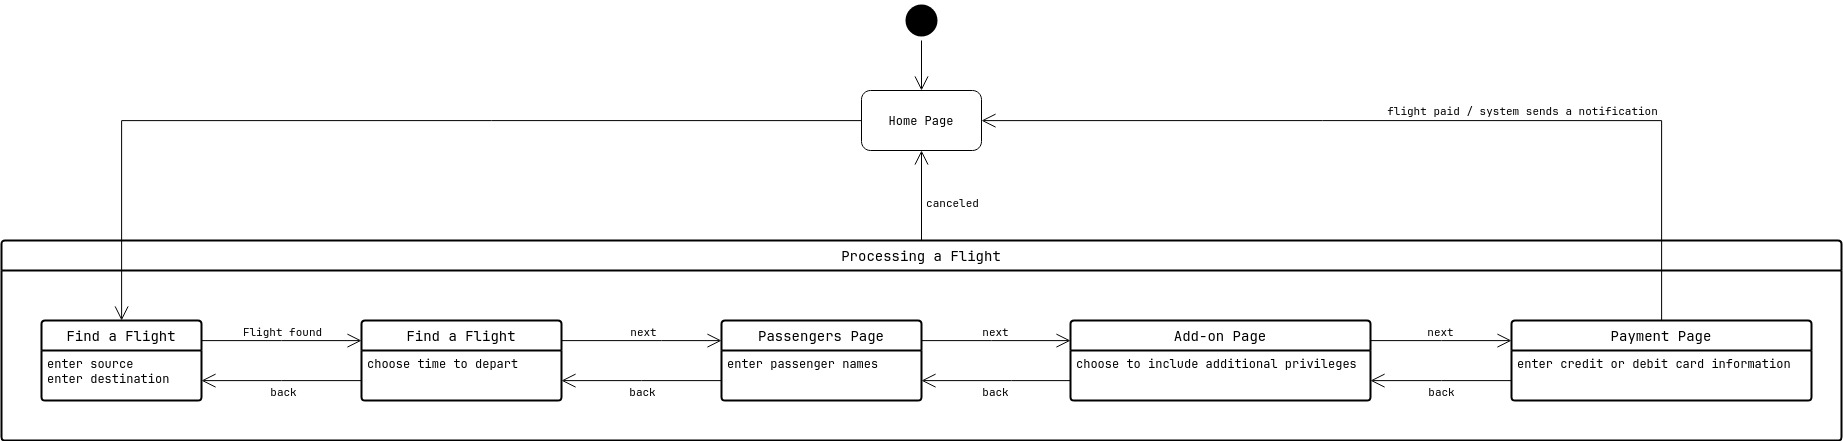 Home Page
flight paid / system sends a notification
canceled
Processing a Flight
Find a Flight
enter source
enter destination
Flight found
back
Find a Flight
choose time to depart
next
back
Passengers Page
enter passenger names
next
back
Add-on Page
choose to include additional privileges
next
back
Payment Page
enter credit or debit card information